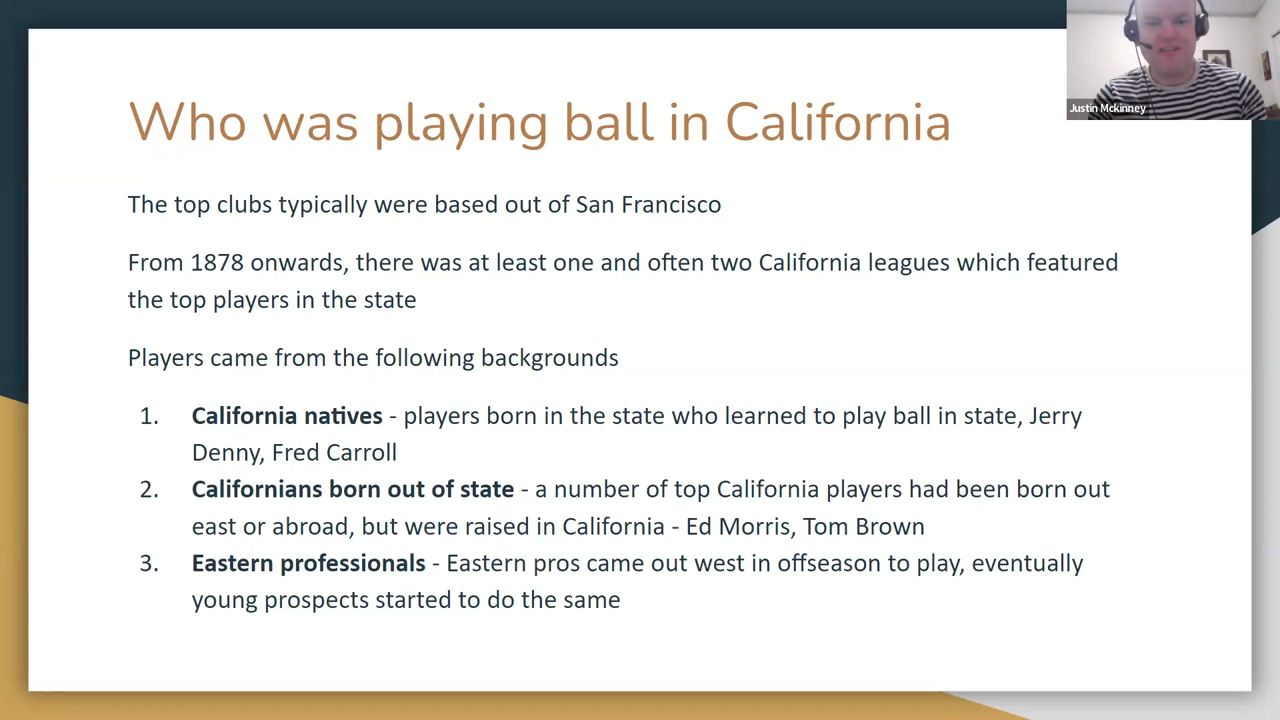 Justin Mckinney
Who was playing ball in California
The top clubs typically were based out of San Francisco
From 1878 onwards, there was at least one and often two California leagues which featured
the top players in the state
Players came from the following backgrounds
1. California natives - players born in the state who learned to play ball in state, Jerry
Denny, Fred Carroll
2. Californians born out of state - a number of top California players had been born out
east or abroad, but were raised in California - Ed Morris, Tom Brown
3. Eastern professionals - Eastern pros came out west in offseason to play, eventually
young prospects started to do the same